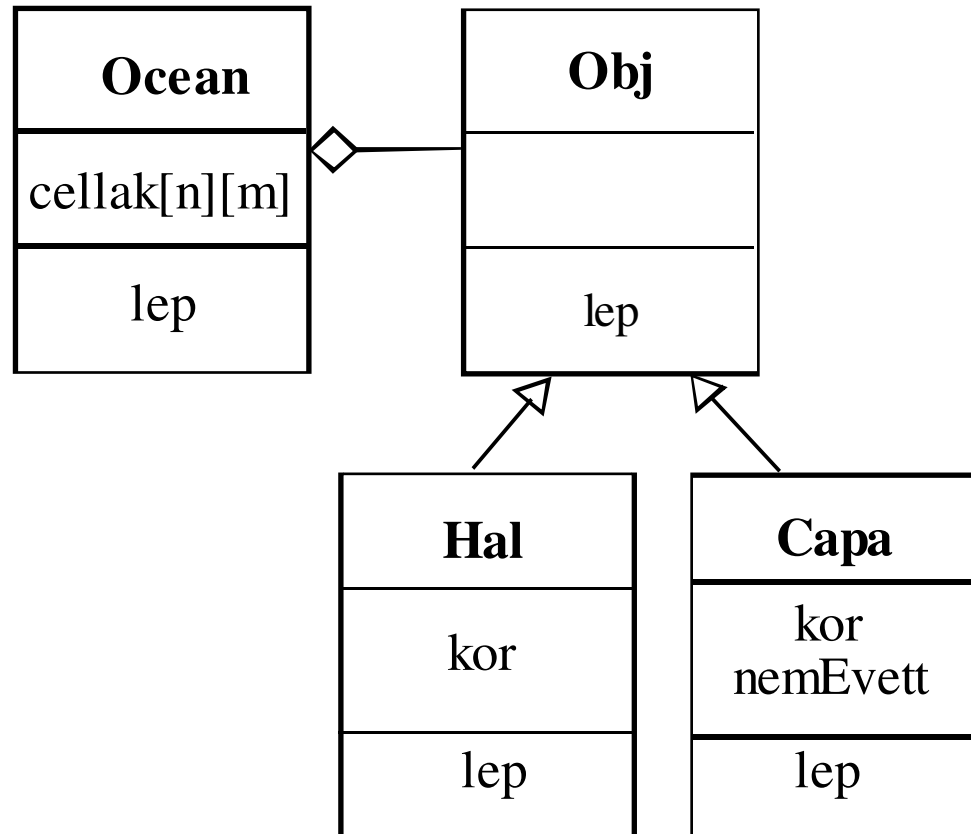 Ocean
cellak[n][m]
lep
Obj
lep
Hal
kor
lep
Capa
kor
nemEvett
lep